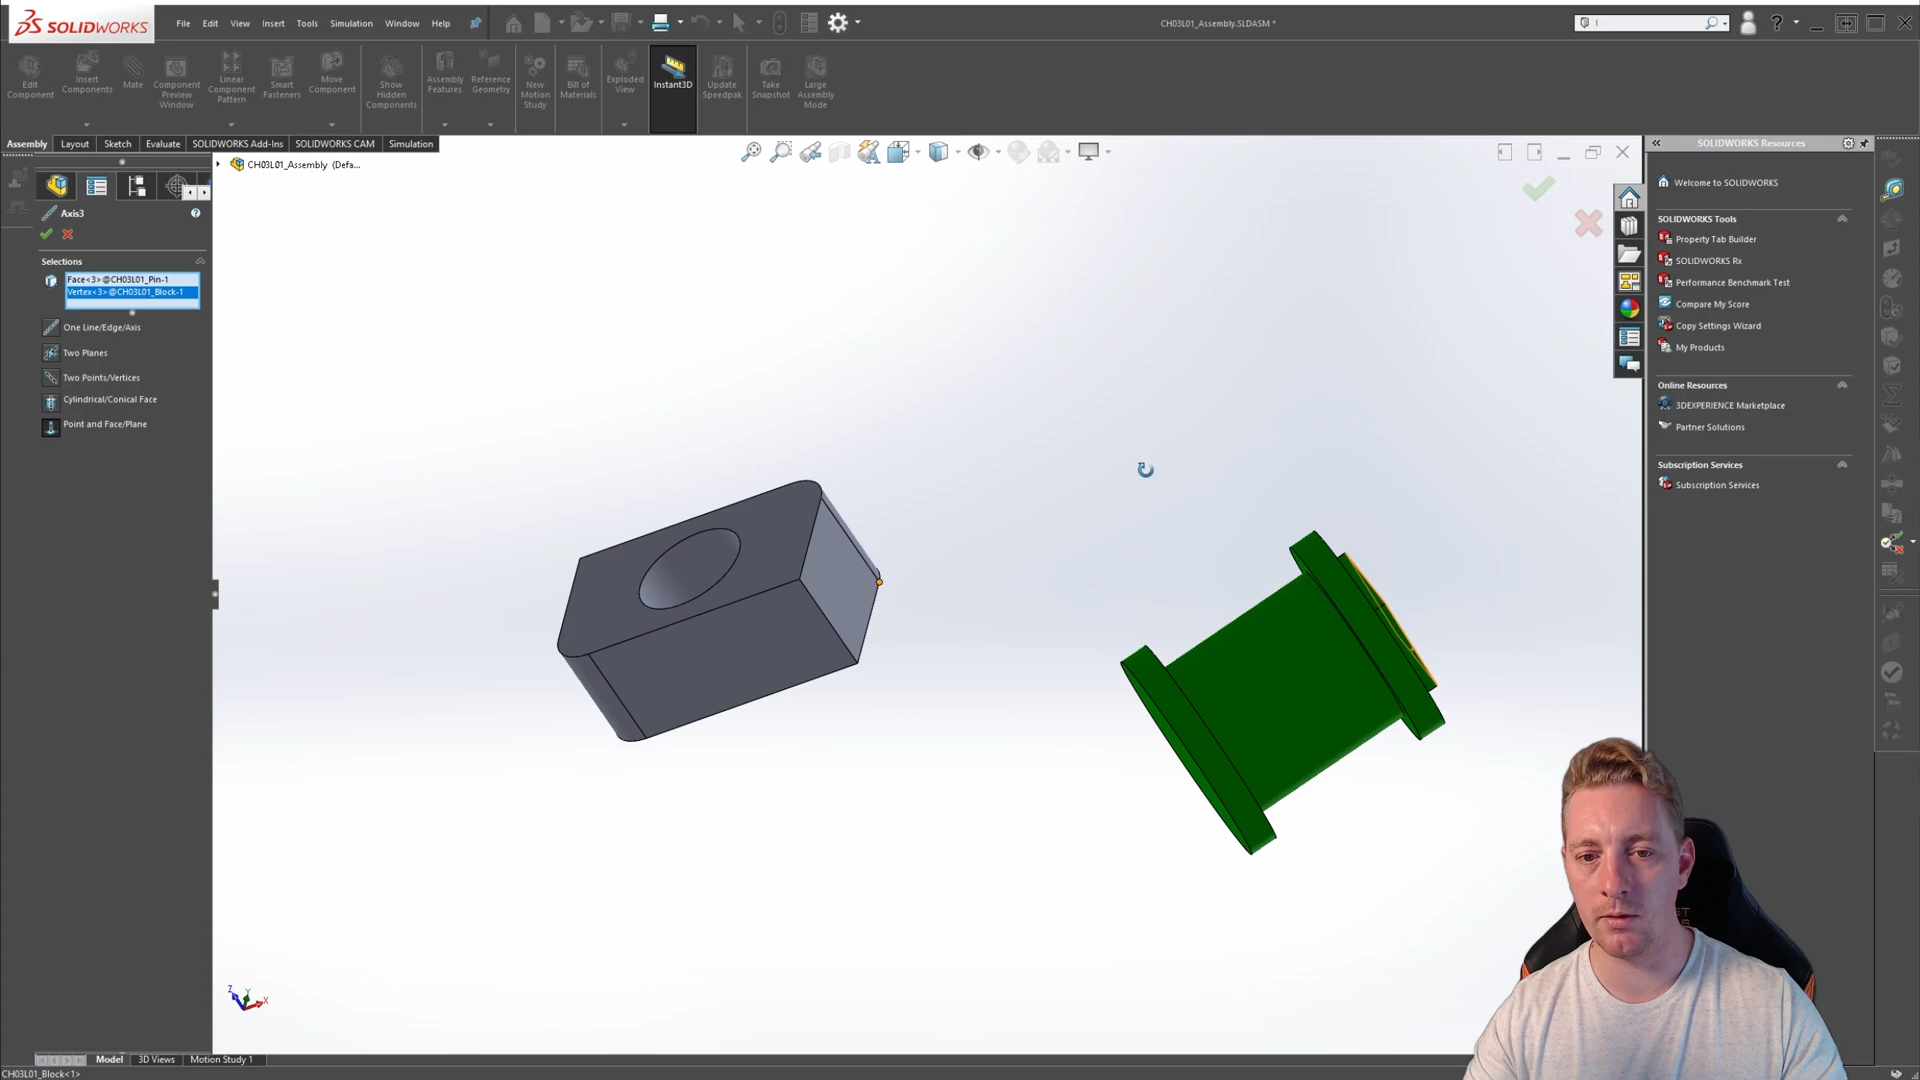 SOLIDWORKS
File Edit View Insert Tools Simulation Window Help
CH03L01_Assembly.SLDASM *
Edit Component
Insert Components
Mate
Component Preview Window
Linear Component Pattern
Smart Fasteners
Move Component
Show Hidden Components
Assembly Features
Reference Geometry
New Motion Study
Bill of Materials
Exploded View
Instant3D
Update Speedpak
Take Snapshot
Large Assembly Mode
Assembly Layout Sketch Evaluate SOLIDWORKS Add-Ins SOLIDWORKS CAM Simulation
CH03L01_Assembly (Defa...
Axis3
Selections
Face<3>@CH03L01_Pin-1
Vertex<3>@CH03L01_Block-1
One Line/Edge/Axis
Two Planes
Two Points/Vertices
Cylindrical/Conical Face
Point and Face/Plane
SOLIDWORKS Resources
Welcome to SOLIDWORKS
SOLIDWORKS Tools
Property Tab Builder
SOLIDWORKS Rx
Performance Benchmark Test
Compare My Score
Copy Settings Wizard
My Products
Online Resources
3DEXPERIENCE Marketplace
Partner Solutions
Subscription Services
Subscription Services
Z Y X
Model 3D Views Motion Study 1
CH03L01_Block<1>